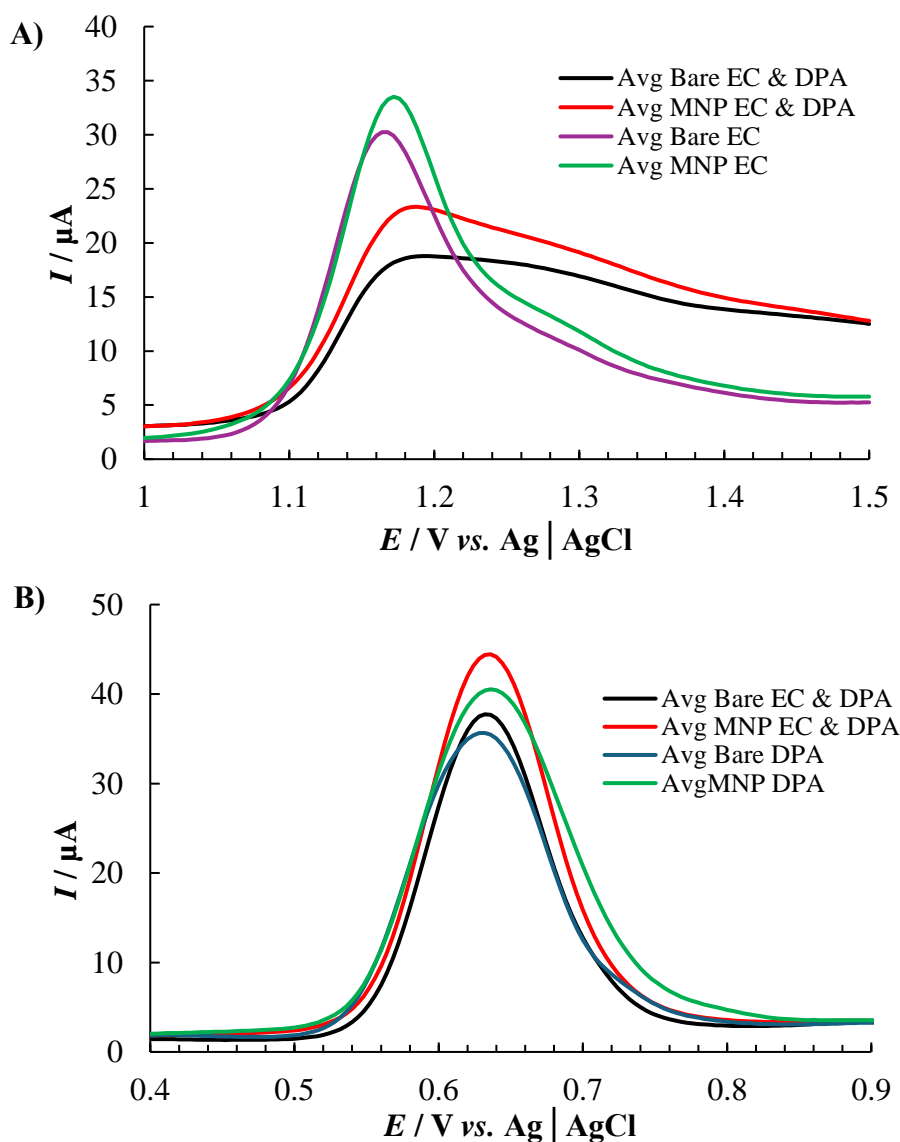 A)
40
35
30
25
20
15
10
5
0
I / µA
Avg Bare EC & DPA
Avg MNP EC & DPA
Avg Bare EC
Avg MNP EC
1 1.1 1.2 1.3 1.4 1.5
E / V vs. Ag | AgCl
B)
50
40
30
20
10
0
I / µA
Avg Bare EC & DPA
Avg MNP EC & DPA
Avg Bare DPA
AvgMNP DPA
0.4 0.5 0.6 0.7 0.8 0.9
E / V vs. Ag | AgCl